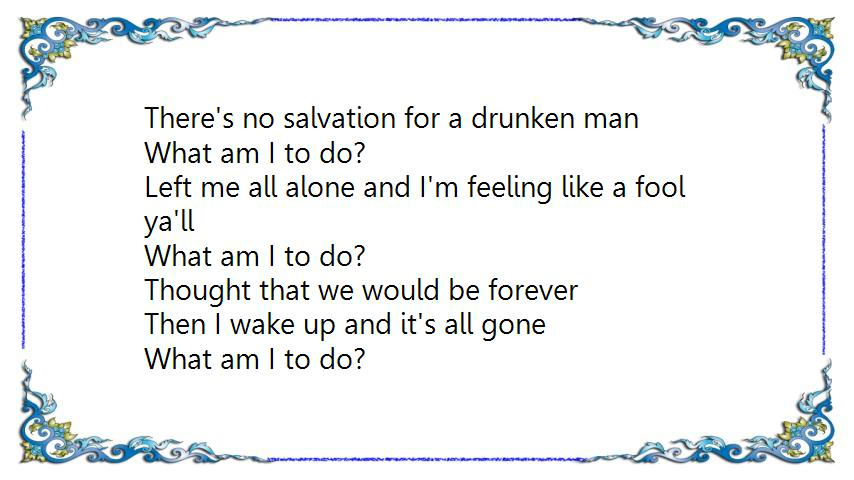 There's no salvation for a drunken man
What am I to do?
Left me all alone and I'm feeling like a fool
ya'll
What am I to do?
Thought that we would be forever
Then I wake up and it's all gone
What am I to do?